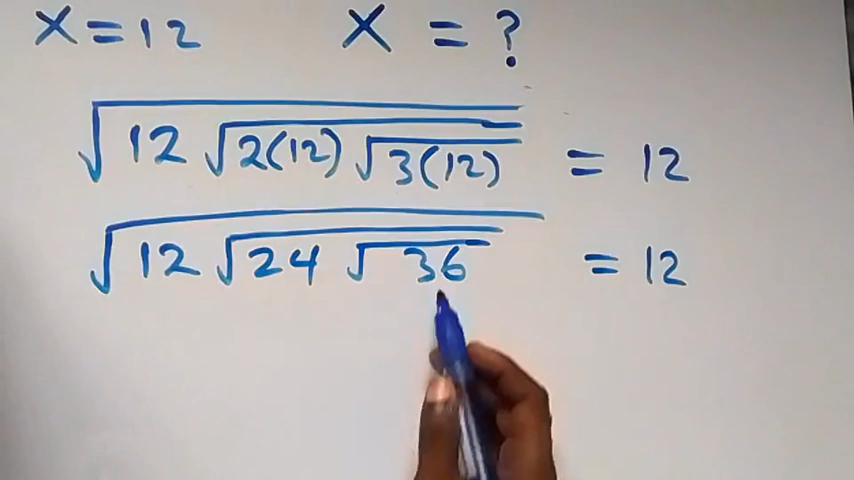 x = 12 x = ?
√(12 √(2(12) √(3(12)))) = 12
√(12 √(24 √(36))) = 12